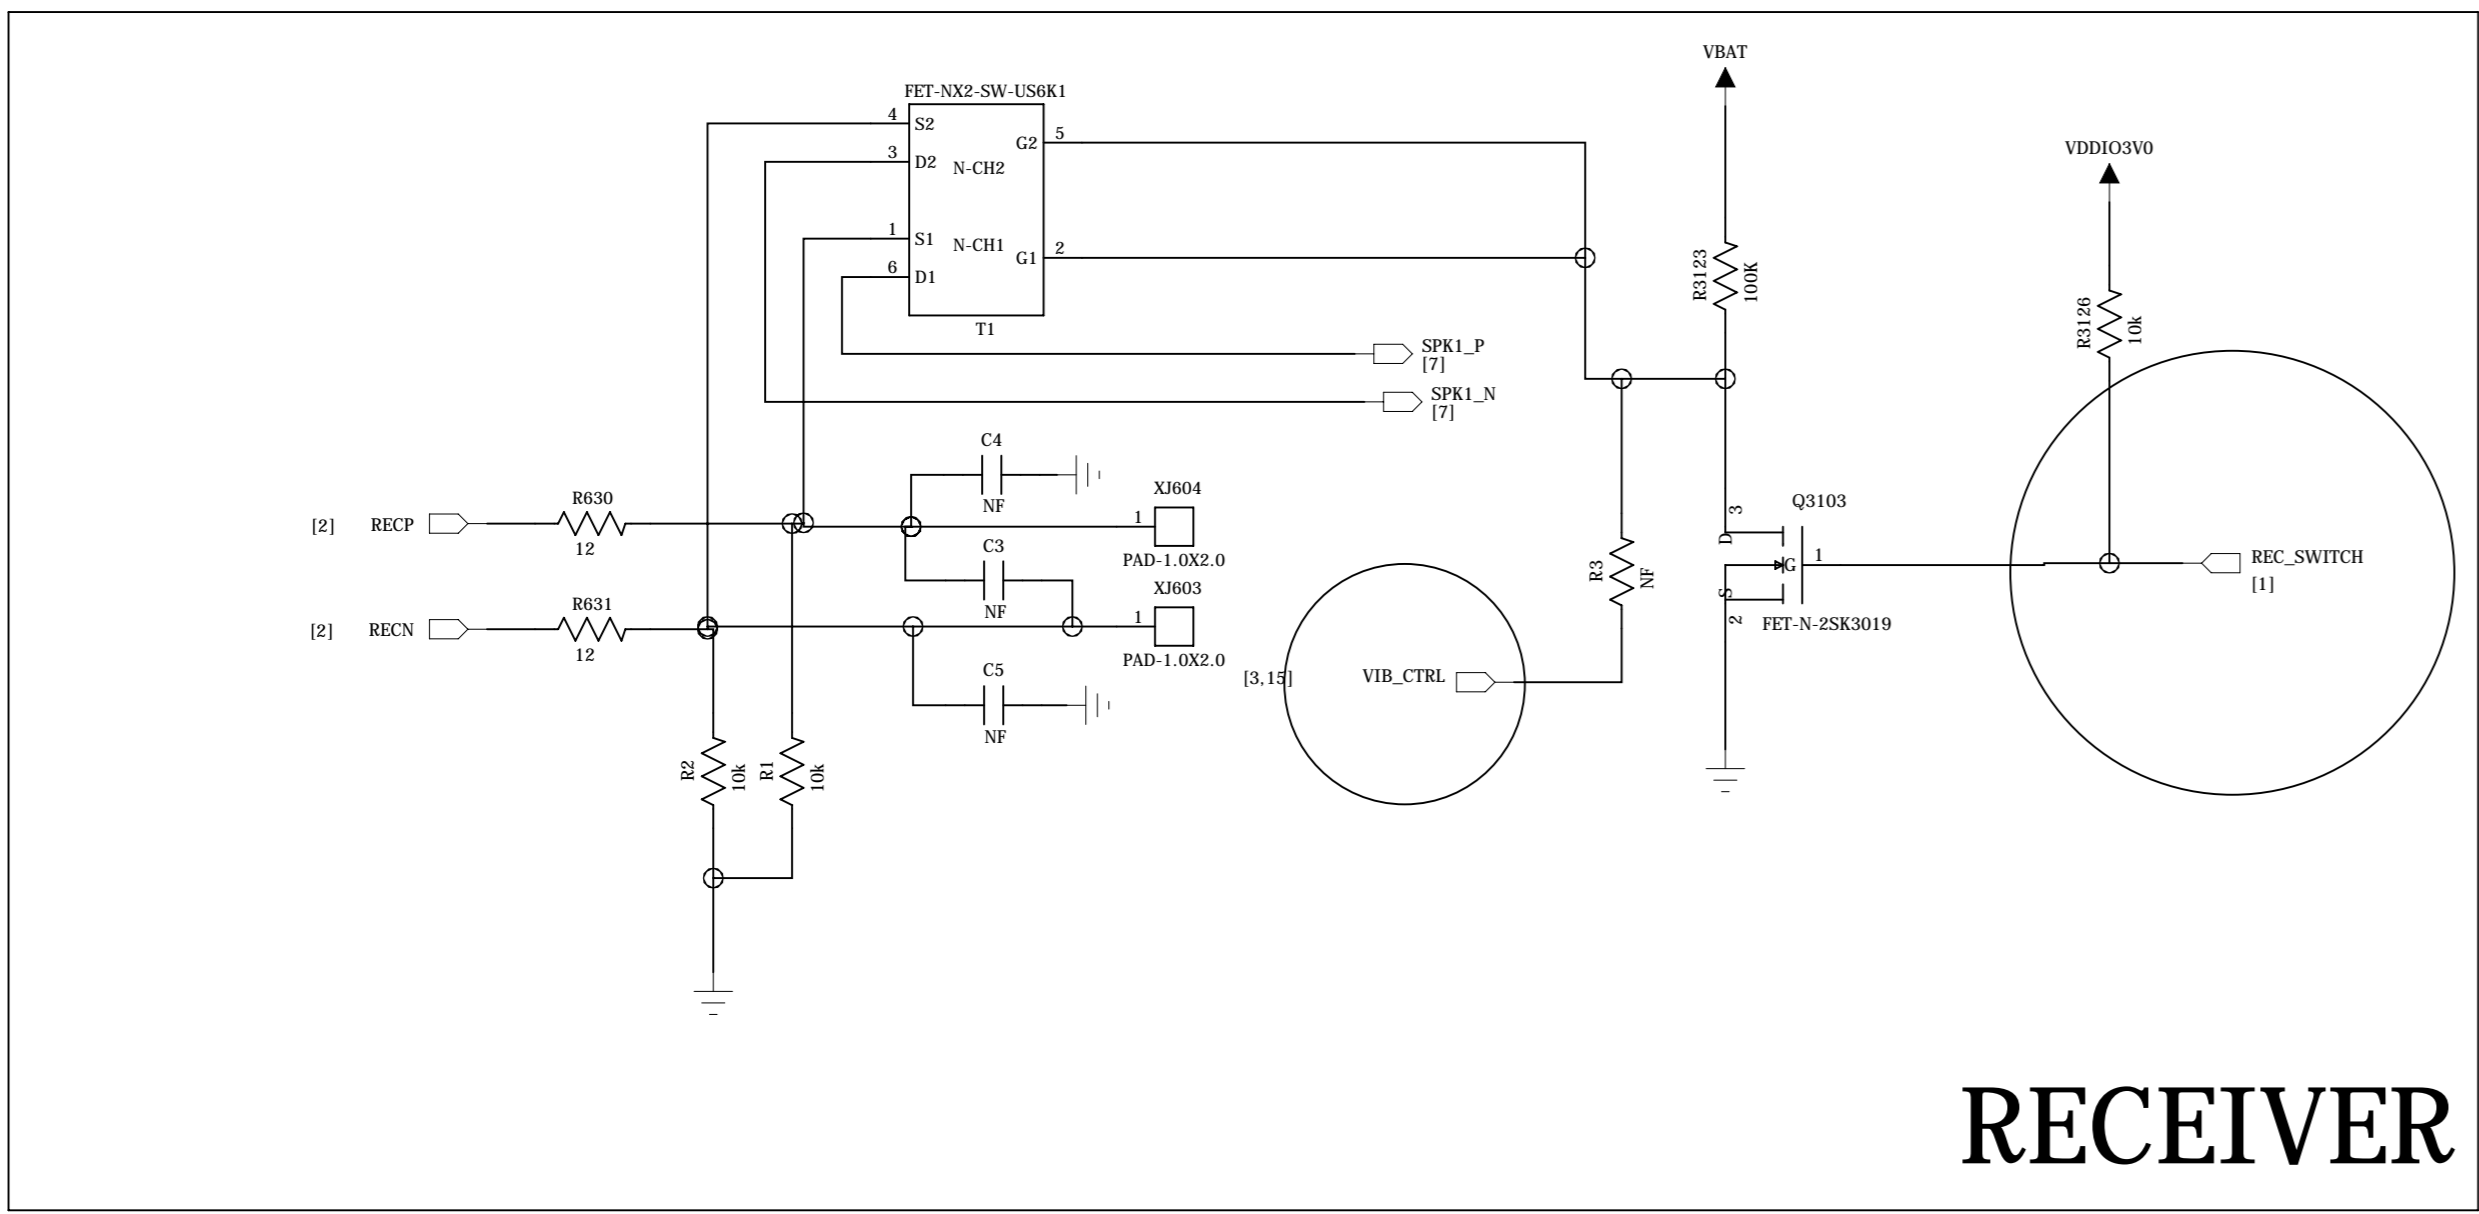 VBAT
FET-NX2-SW-US6K1
4
S2
G2
5
3
D2
N-CH2
VDDIO3V0
1
S1
N-CH1
G1
2
6
D1
T1
R3123
100K
R3126
10k
SPK1_P
[7]
SPK1_N
[7]
C4
NF
R630
[2]
RECP
12
XJ604
1
PAD-1.0X2.0
C3
NF
XJ603
1
PAD-1.0X2.0
R631
[2]
RECN
12
C5
NF
R2
10k
R1
10k
[3,15]
VIB_CTRL
R3
NF
Q3103
3
D
G
1
S
2
FET-N-2SK3019
REC_SWITCH
[1]
RECEIVER